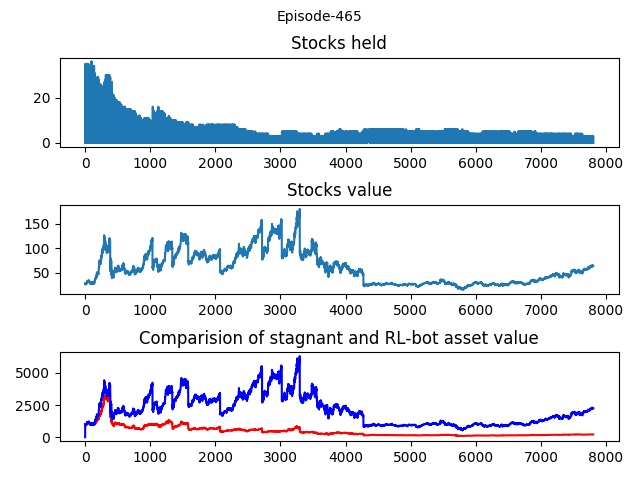 Episode-465
Stocks held
20
0
0 1000 2000 3000 4000 5000 6000 7000 8000
Stocks value
150
100
50
0 1000 2000 3000 4000 5000 6000 7000 8000
Comparision of stagnant and RL-bot asset value
5000
2500
0
0 1000 2000 3000 4000 5000 6000 7000 8000